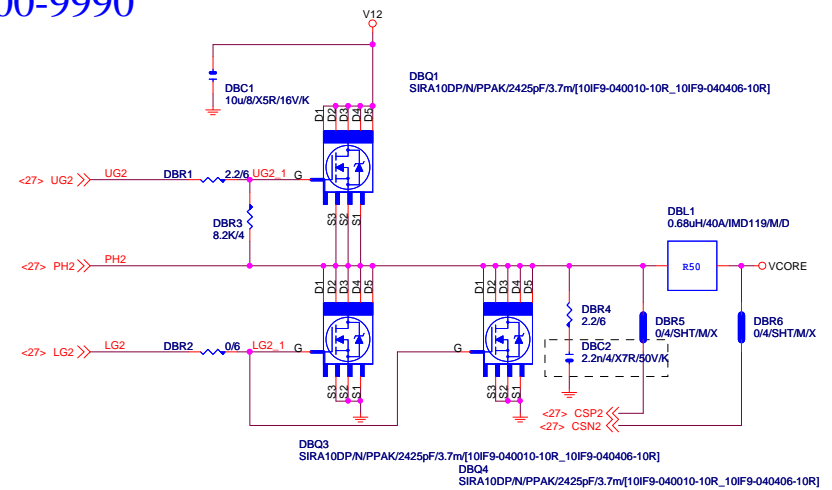 00-9990
V12
DBC1
10u/8/X5R/16V/K
DBQ1
SIRA10DP/N/PPAK/2425pF/3.7m/[10IF9-040010-10R_10IF9-040406-10R]
D1 D2 D3 D4 D5
<27> UG2 UG2 DBR1 2.2/6 UG2_1 G
S3 S2 S1
DBR3
8.2K/4
DBL1
0.68uH/40A/IMD119/M/D
<27> PH2 PH2
R50 VCORE
D1 D2 D3 D4 D5
D1 D2 D3 D4 D5
DBR4
2.2/6
DBR5
0/4/SHT/M/X
DBR6
0/4/SHT/M/X
<27> LG2 LG2 DBR2 0/6 LG2_1 G
G
DBC2
2.2n/4/X7R/50V/K
S3 S2 S1
S3 S2 S1
<27> CSP2
<27> CSN2
DBQ3
SIRA10DP/N/PPAK/2425pF/3.7m/[10IF9-040010-10R_10IF9-040406-10R]
DBQ4
SIRA10DP/N/PPAK/2425pF/3.7m/[10IF9-040010-10R_10IF9-040406-10R]